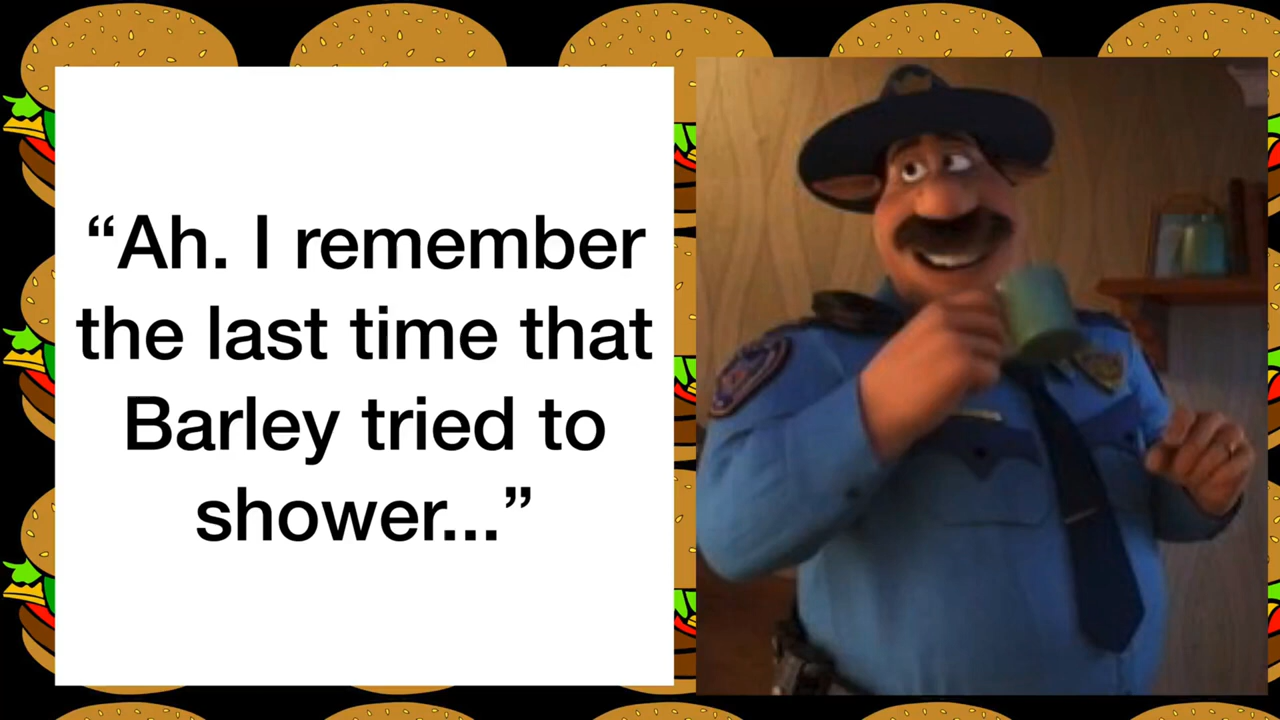 “Ah. I remember
the last time that
Barley tried to
shower...”